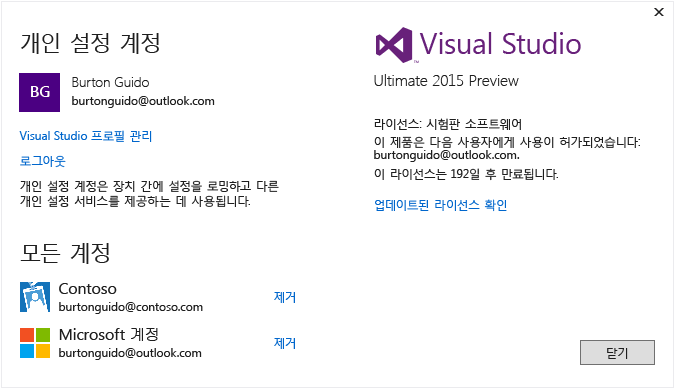 개인 설정 계정
BG
Burton Guido
burtonguido@outlook.com
Visual Studio 프로필 관리
로그아웃
개인 설정 계정은 장치 간에 설정을 로밍하고 다른
개인 설정 서비스를 제공하는 데 사용됩니다.
모든 계정
Contoso
burtonguido@contoso.com
제거
Microsoft 계정
burtonguido@outlook.com
제거
Visual Studio™
Ultimate 2015 Preview
라이선스: 시험판 소프트웨어
이 제품은 다음 사용자에게 사용이 허가되었습니다:
burtonguido@outlook.com.
이 라이선스는 192일 후 만료됩니다.
업데이트된 라이선스 확인
닫기